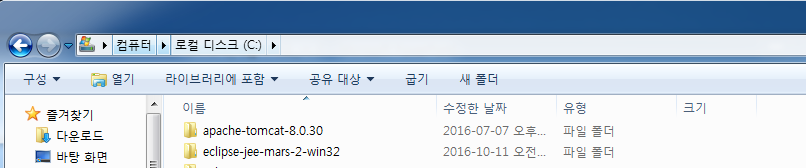 컴퓨터 로컬 디스크 (C:)
구성 열기 라이브러리에 포함 공유 대상 굽기 새 폴더
이름 수정한 날짜 유형 크기
즐겨찾기
다운로드
바탕 화면
apache-tomcat-8.0.30 2016-07-07 오후... 파일 폴더
eclipse-jee-mars-2-win32 2016-10-11 오전... 파일 폴더